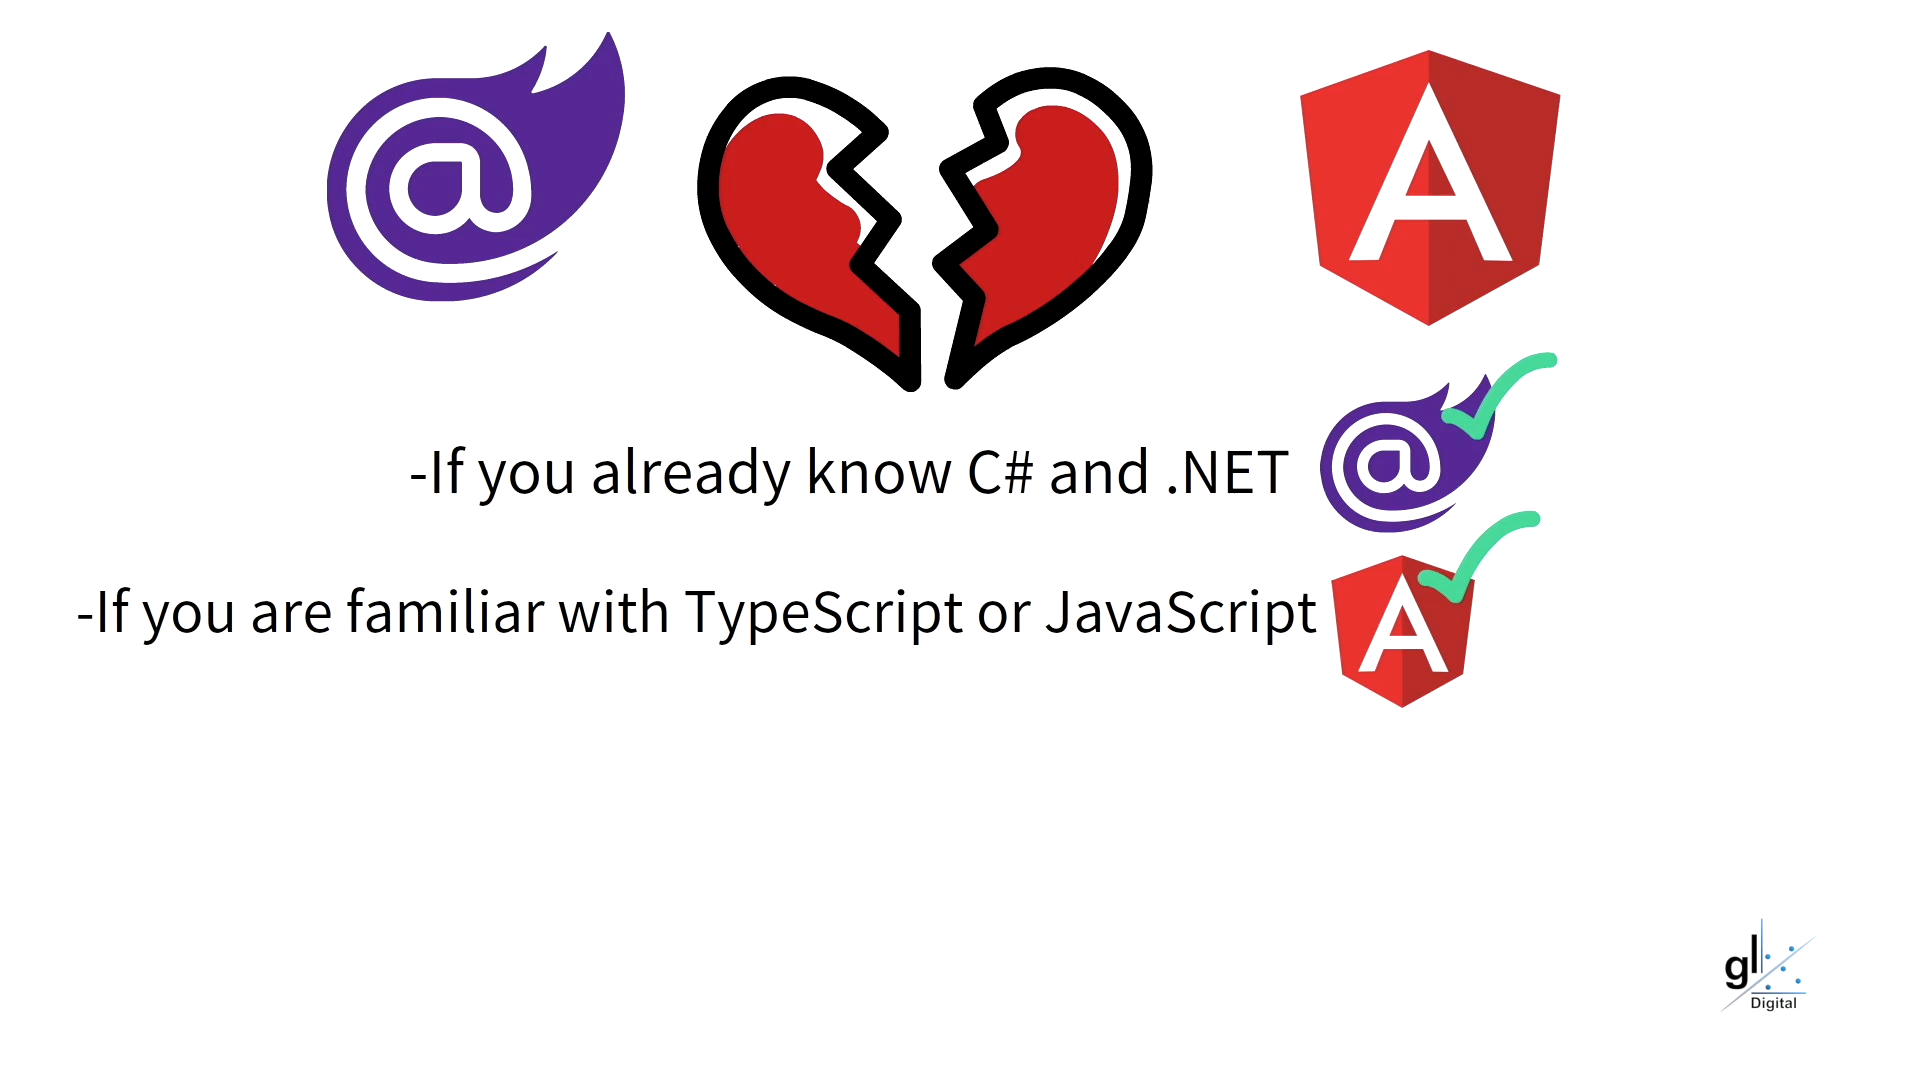 -If you already know C# and .NET
-If you are familiar with TypeScript or JavaScript
gl
Digital